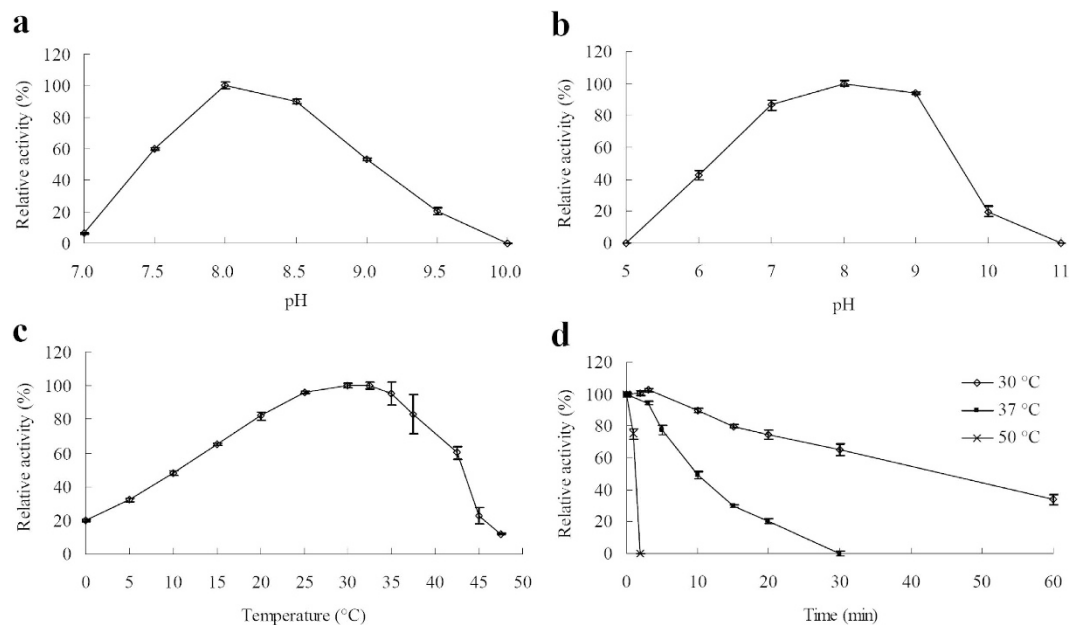 a
120
100
80
60
40
20
0
Relative activity (%)
7.0 7.5 8.0 8.5 9.0 9.5 10.0
pH
b
120
100
80
60
40
20
0
Relative activity (%)
5 6 7 8 9 10 11
pH
c
120
100
80
60
40
20
0
Relative activity (%)
0 5 10 15 20 25 30 35 40 45 50
Temperature (°C)
d
120
100
80
60
40
20
0
Relative activity (%)
30 °C
37 °C
50 °C
0 10 20 30 40 50 60
Time (min)